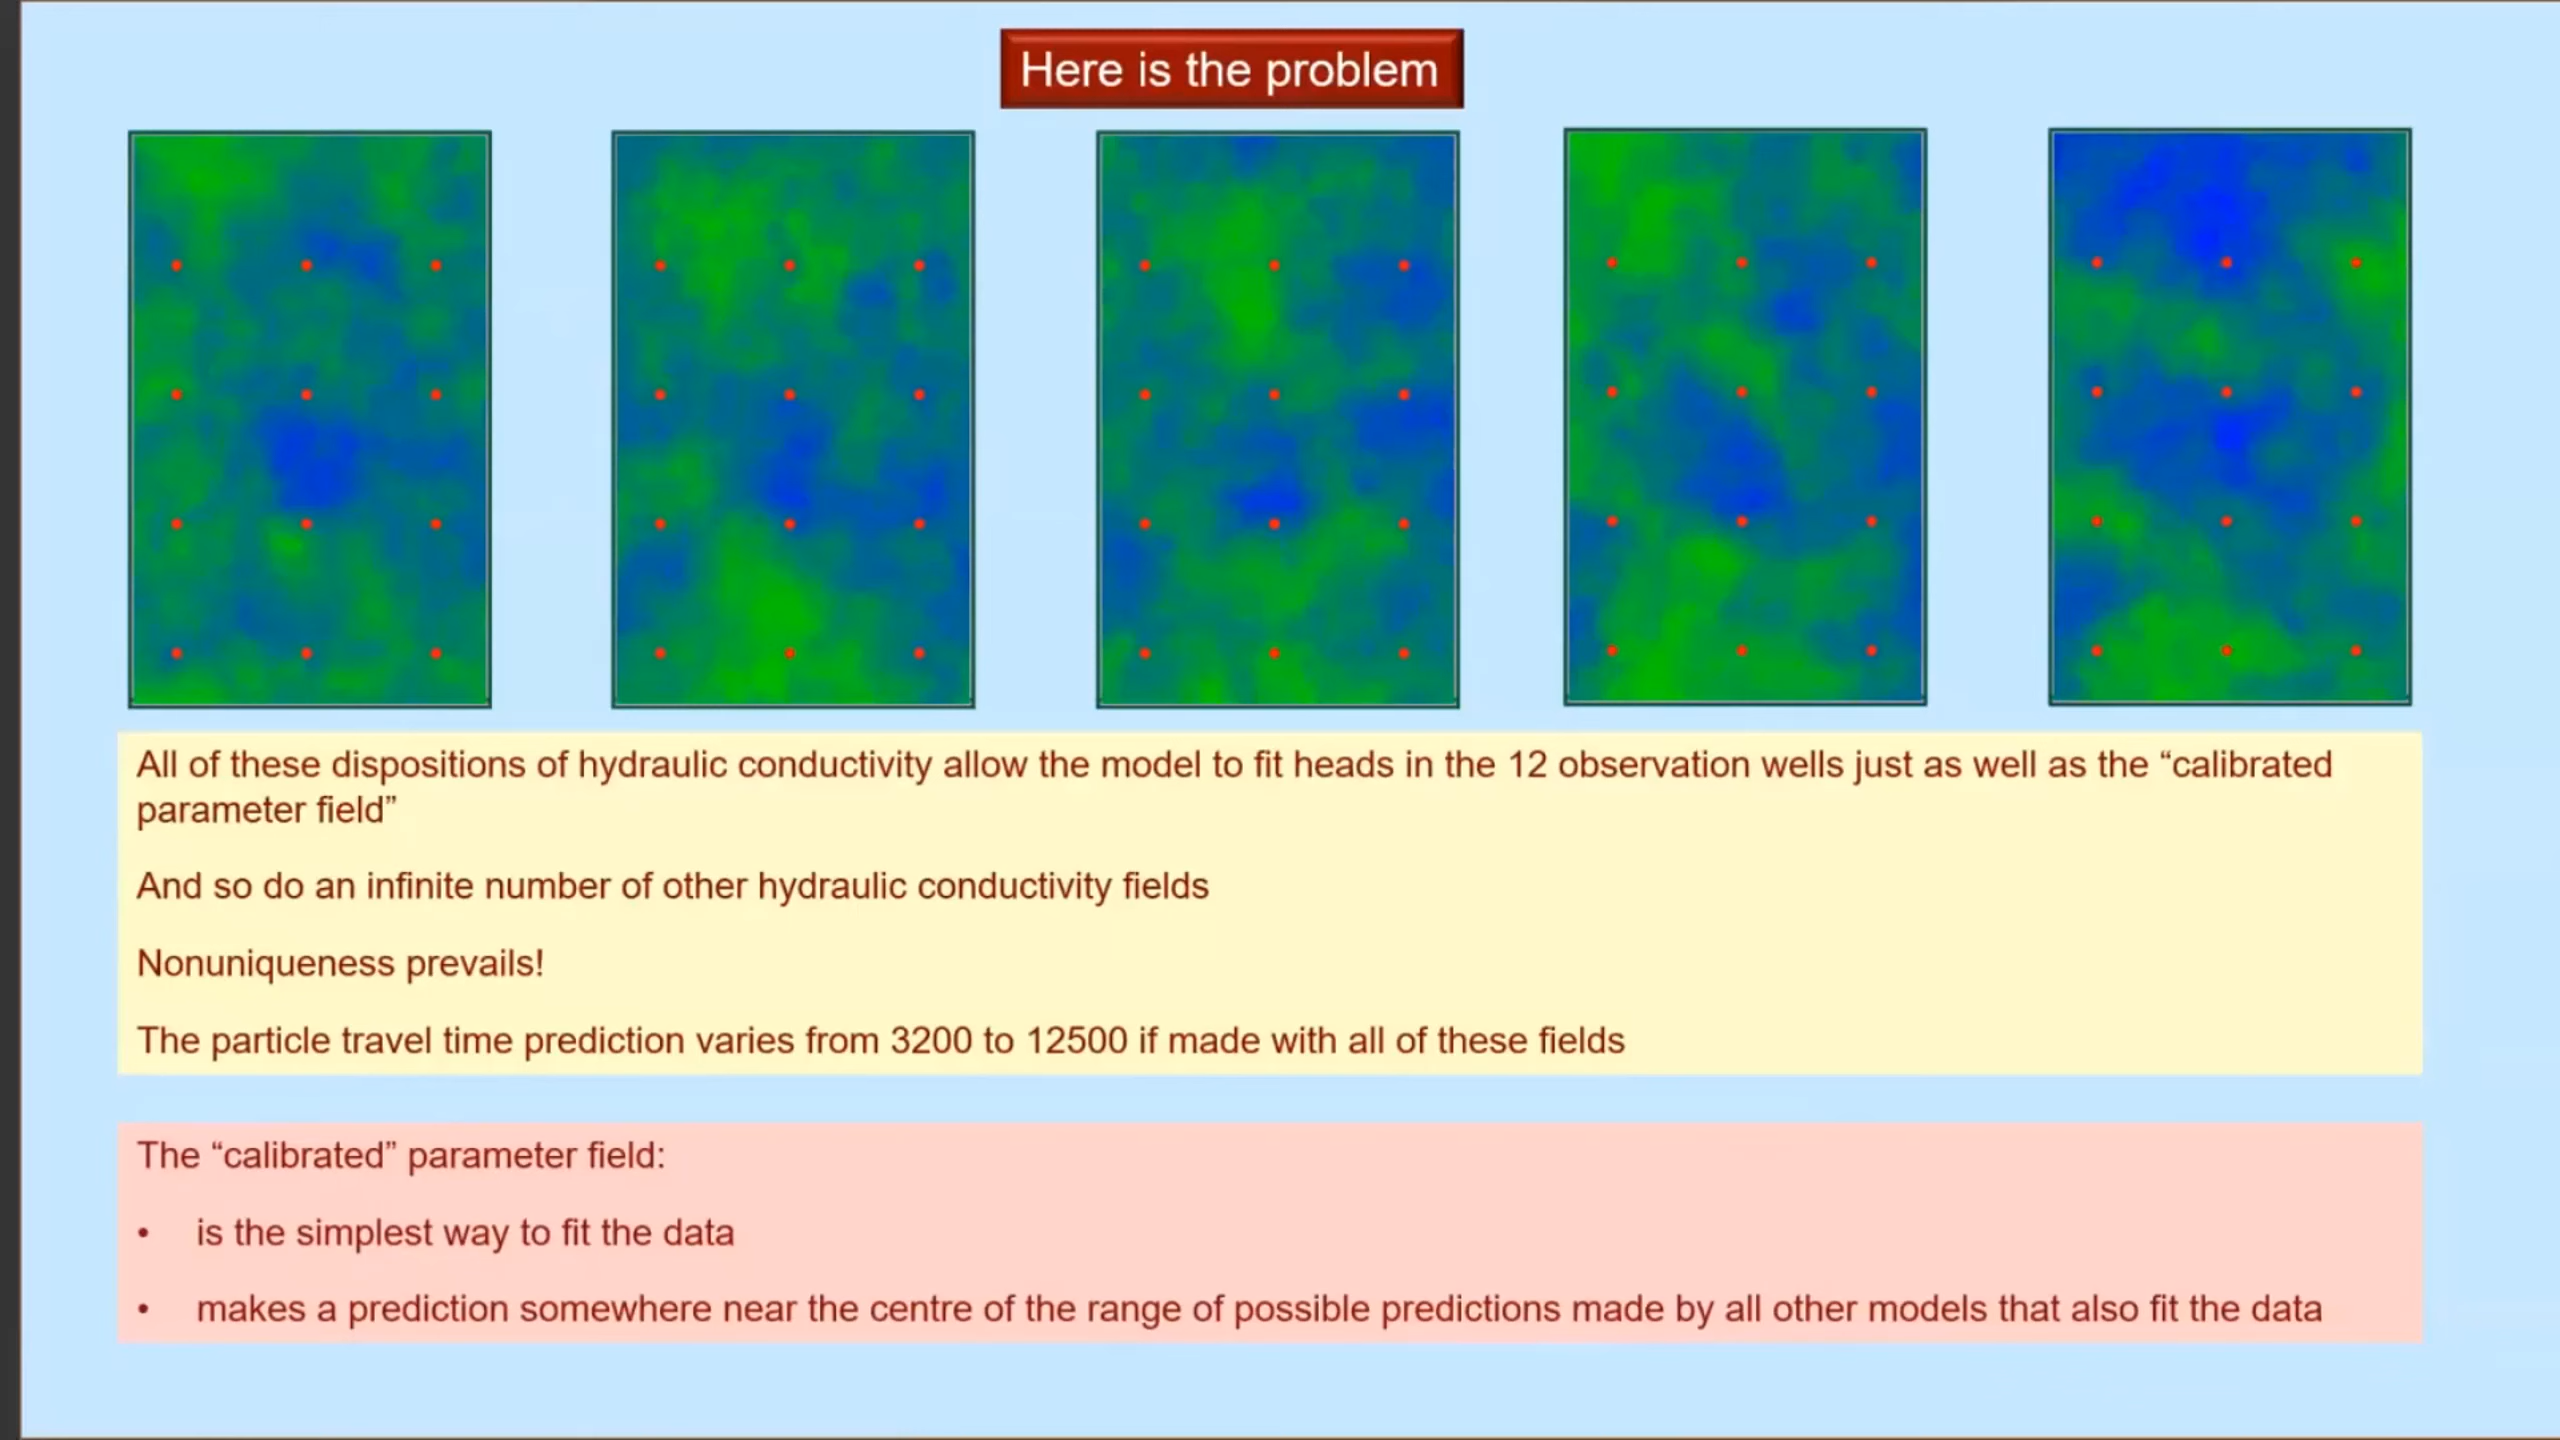 Here is the problem
All of these dispositions of hydraulic conductivity allow the model to fit heads in the 12 observation wells just as well as the “calibrated
parameter field”
And so do an infinite number of other hydraulic conductivity fields
Nonuniqueness prevails!
The particle travel time prediction varies from 3200 to 12500 if made with all of these fields
The “calibrated” parameter field:
• is the simplest way to fit the data
• makes a prediction somewhere near the centre of the range of possible predictions made by all other models that also fit the data